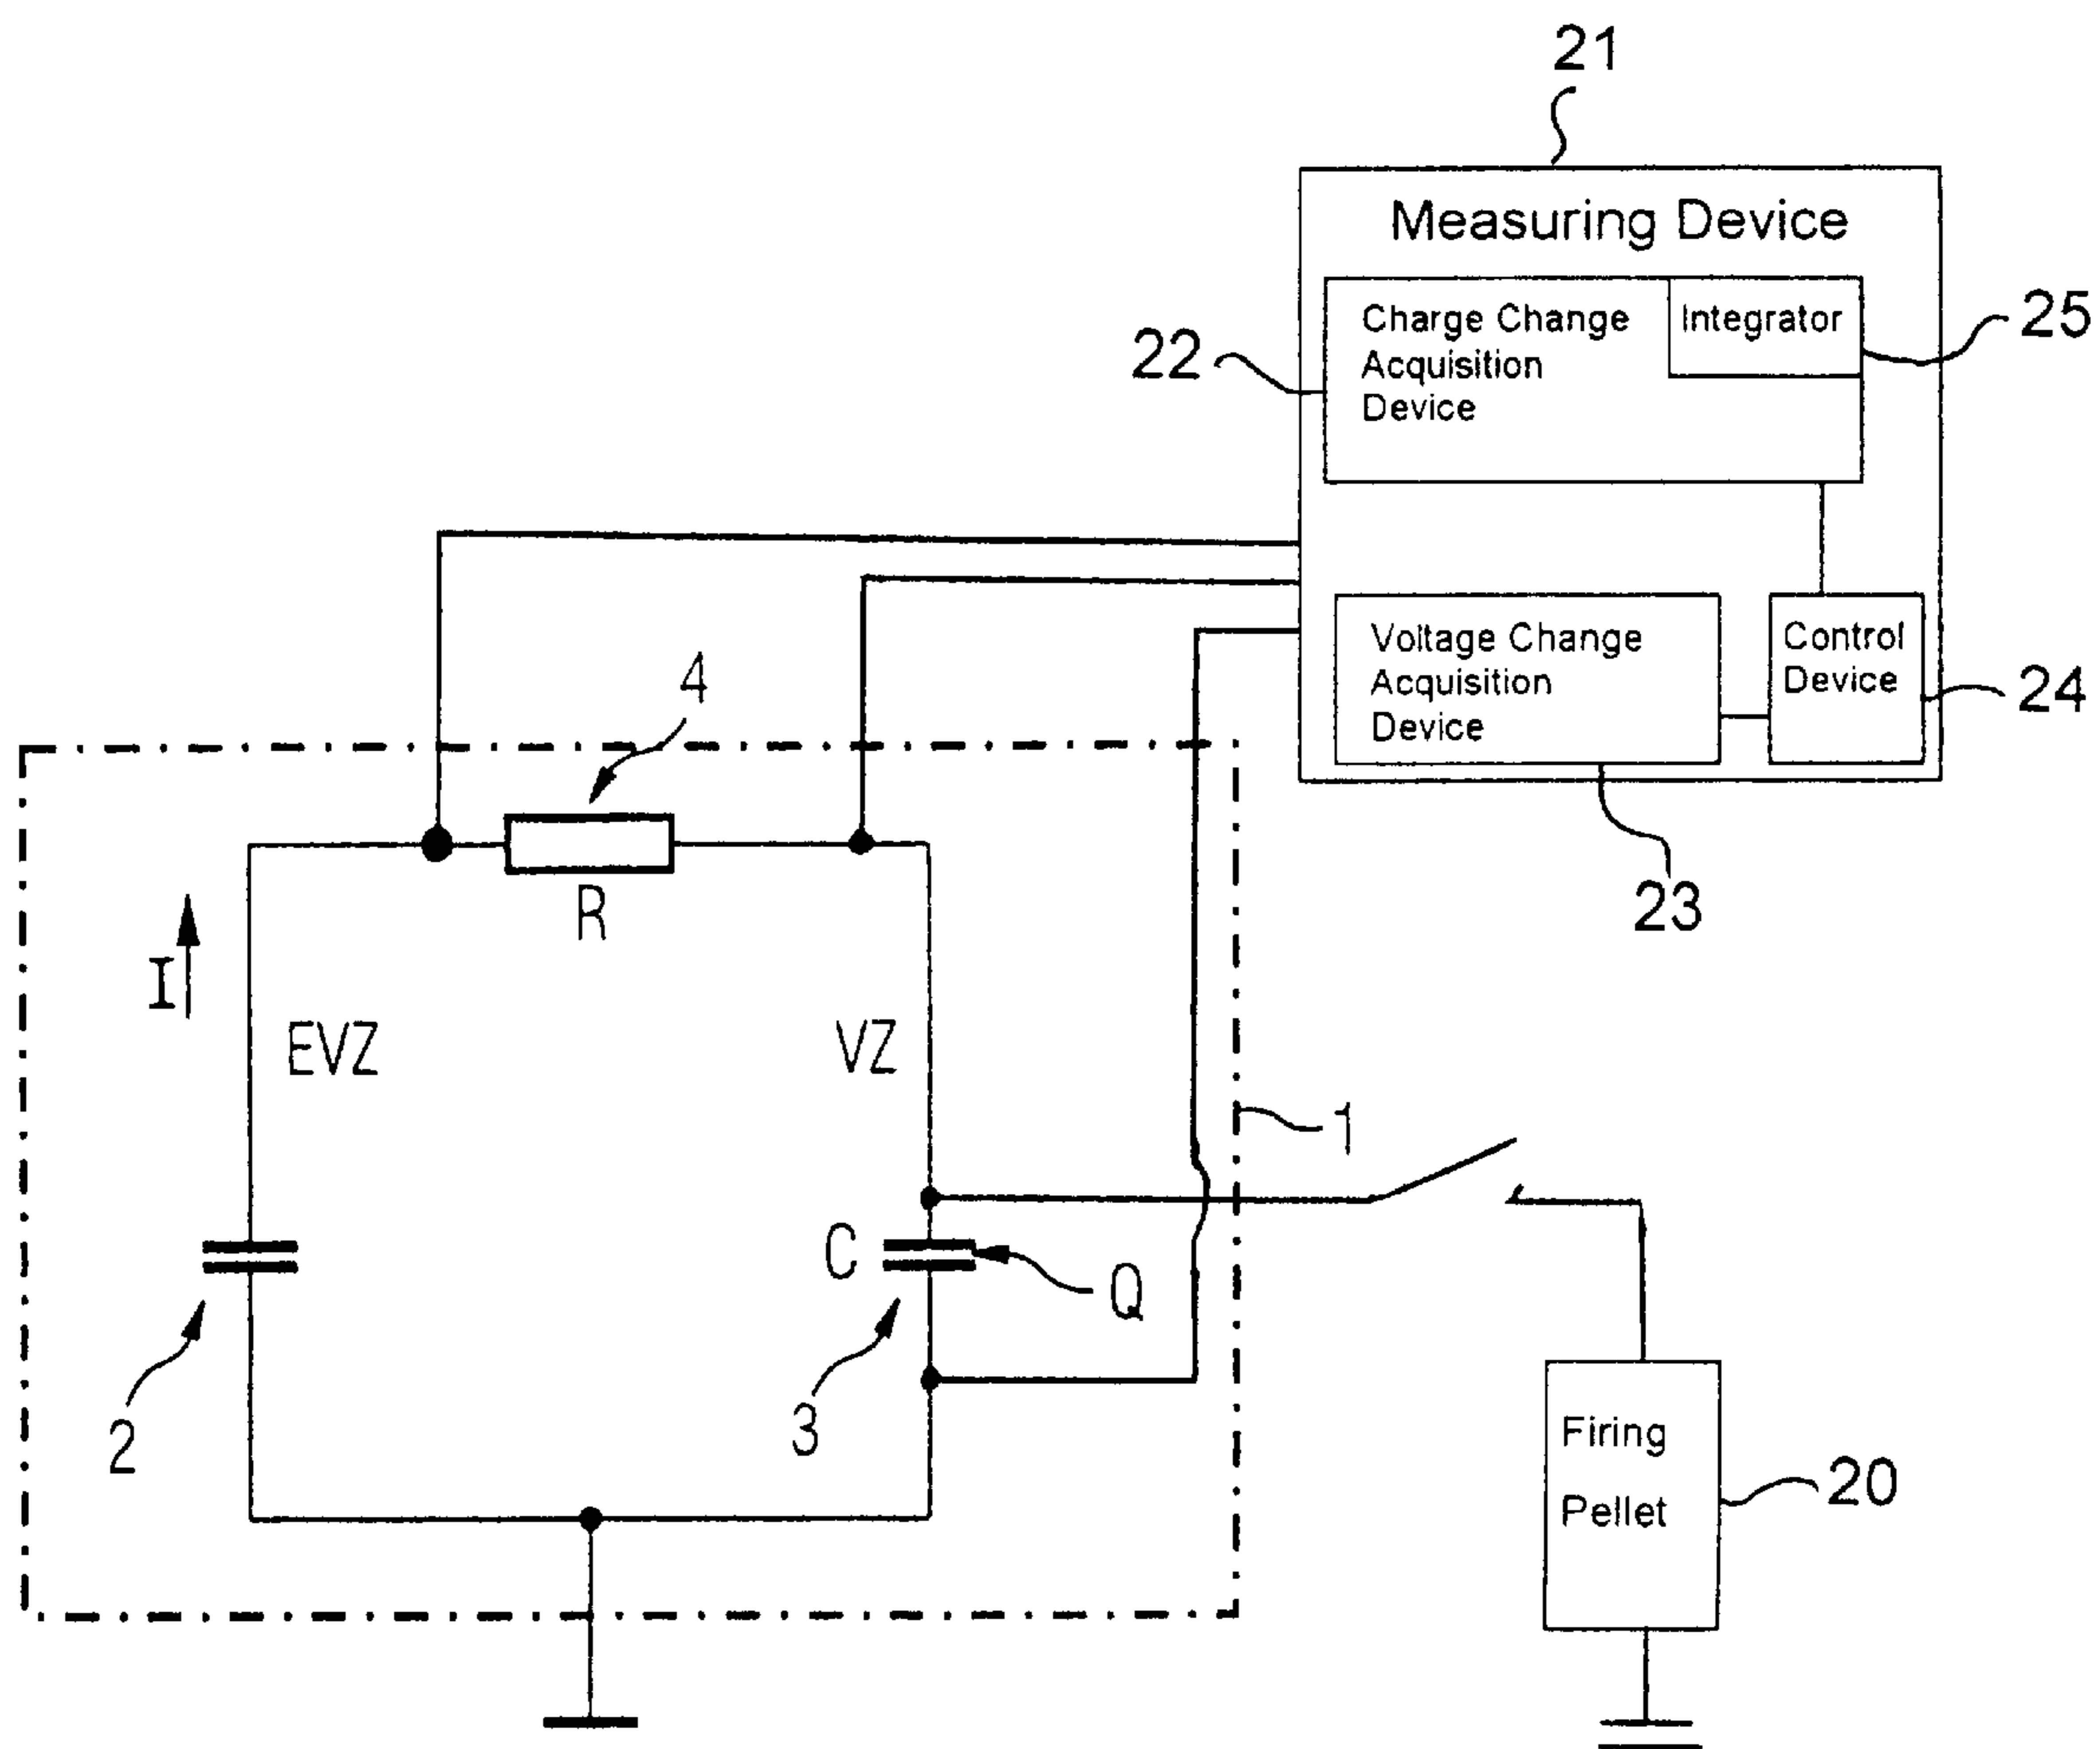 21
Measuring Device
Charge Change
Acquisition
Device
Integrator
25
22
Voltage Change
Acquisition
Device
Control
Device
24
23
4
R
I
EVZ
VZ
1
C
Q
2
3
Firing
Pellet
20